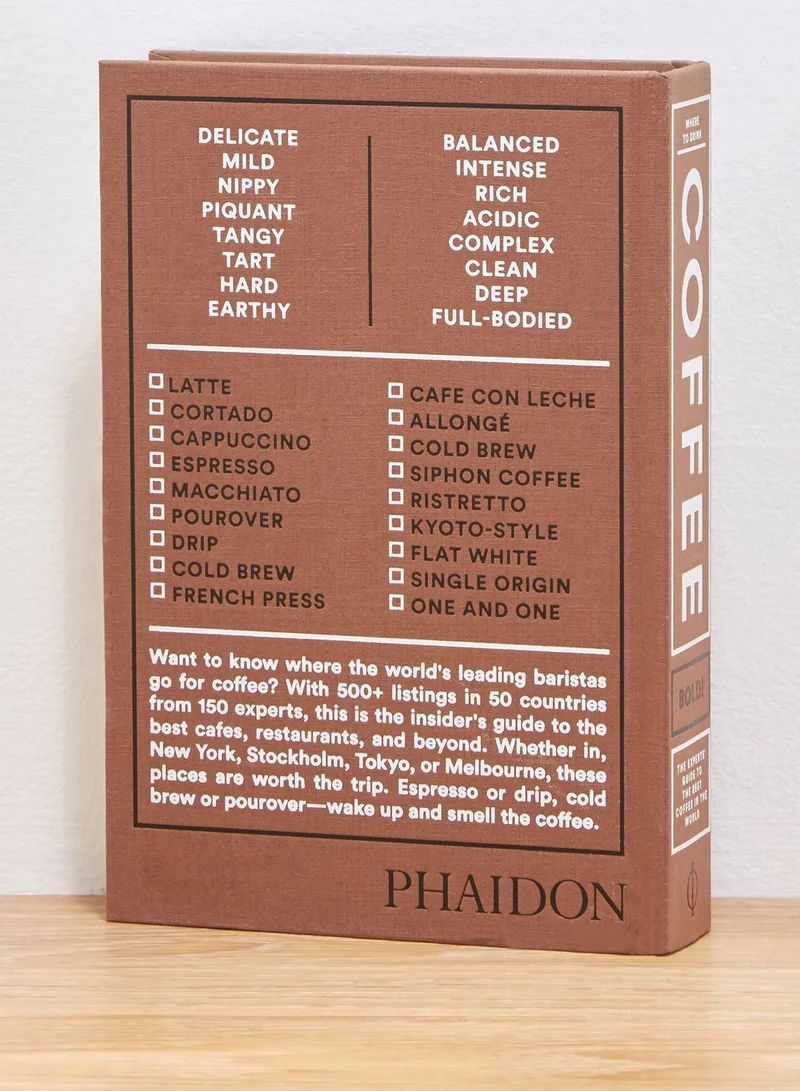 DELICATE
MILD
NIPPY
PIQUANT
TANGY
TART
HARD
EARTHY
BALANCED
INTENSE
RICH
ACIDIC
COMPLEX
CLEAN
DEEP
FULL-BODIED
LATTE
CORTADO
CAPPUCCINO
ESPRESSO
MACCHIATO
POUROVER
DRIP
COLD BREW
FRENCH PRESS
CAFE CON LECHE
ALLONGÉ
COLD BREW
SIPHON COFFEE
RISTRETTO
KYOTO-STYLE
FLAT WHITE
SINGLE ORIGIN
ONE AND ONE
Want to know where the world's leading baristas
go for coffee? With 500+ listings in 50 countries
from 150 experts, this is the insider's guide to the
best cafes, restaurants, and beyond. Whether in,
New York, Stockholm, Tokyo, or Melbourne, these
places are worth the trip. Espresso or drip, cold
brew or pourover—wake up and smell the coffee.
PHAIDON
WHERE
TO DRINK
COFFEE
BOLD!
THE EXPERTS'
GUIDE TO
THE BEST
COFFEE IN THE
WORLD